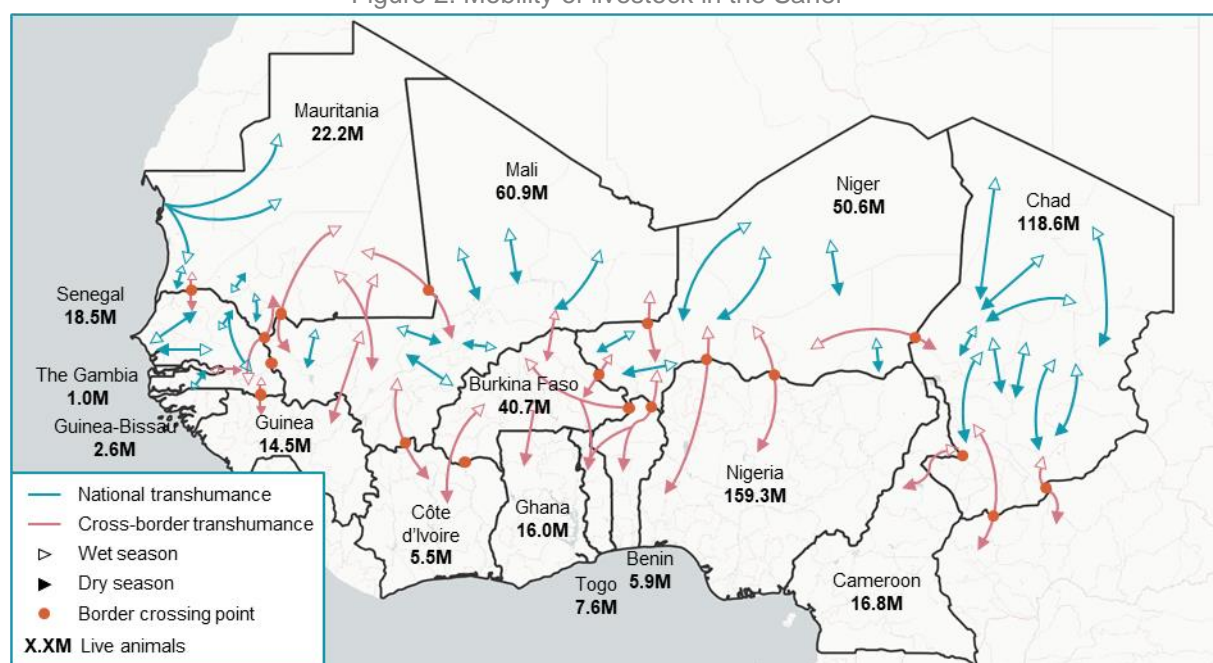 Figure 2: Mobility of livestock in the Sahel
Mauritania
22.2M
Mali
60.9M
Niger
50.6M
Chad
118.6M
Senegal
18.5M
The Gambia
1.0M
Guinea-Bissau
2.6M
Guinea
14.5M
Burkina Faso
40.7M
Côte
d'Ivoire
5.5M
Ghana
16.0M
Togo
7.6M
Benin
5.9M
Nigeria
159.3M
Cameroon
16.8M
National transhumance
Cross-border transhumance
Wet season
Dry season
Border crossing point
X.XM Live animals